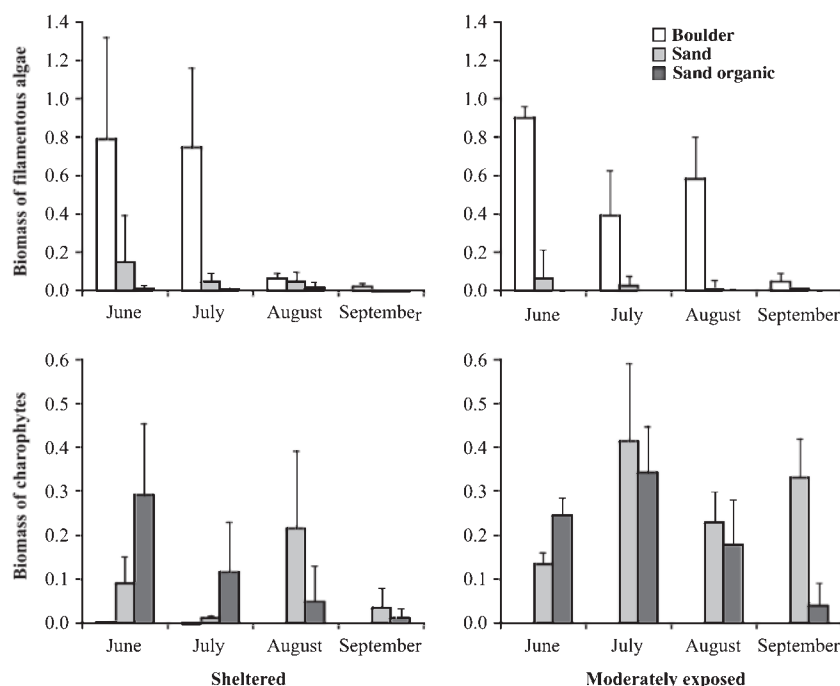 Biomass of filamentous algae
1.4
1.2
1.0
0.8
0.6
0.4
0.2
0.0
June July August September
1.4
1.2
1.0
0.8
0.6
0.4
0.2
0.0
June July August September
Boulder
Sand
Sand organic
Biomass of charophytes
0.6
0.5
0.4
0.3
0.2
0.1
0.0
June July August September
Sheltered
0.6
0.5
0.4
0.3
0.2
0.1
0.0
June July August September
Moderately exposed